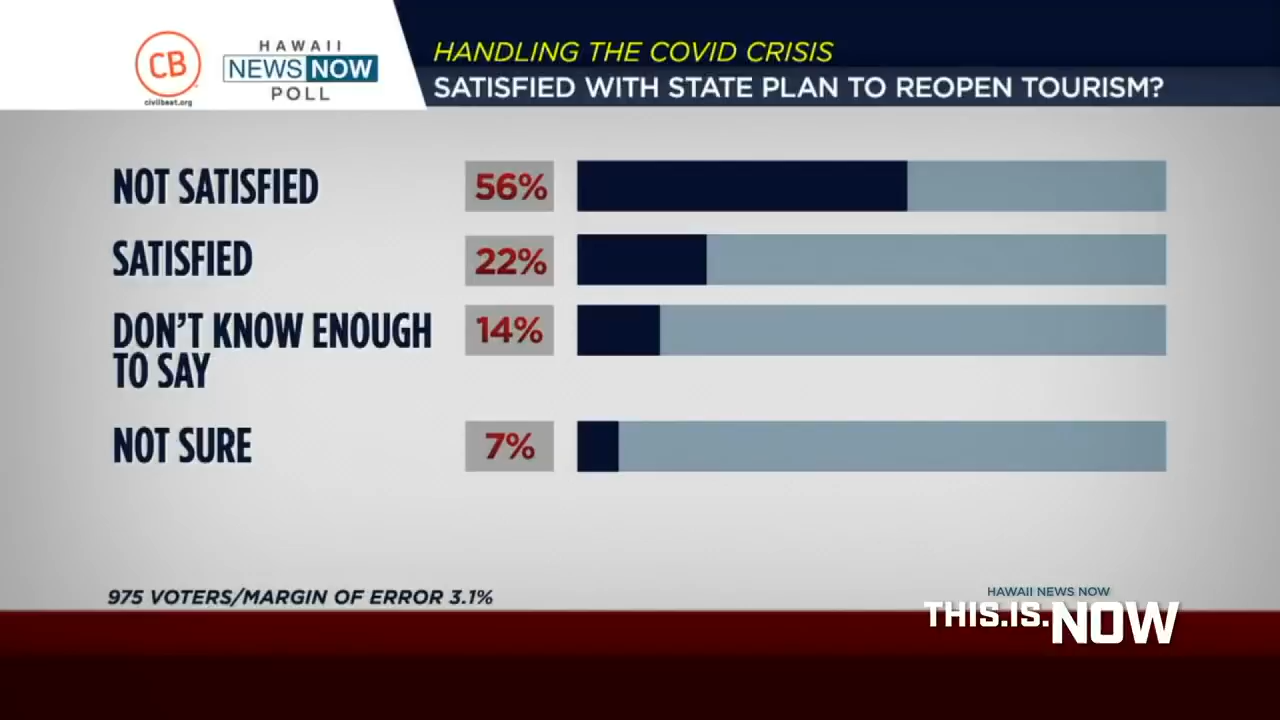 CB
civilbeat.org
HAWAII
NEWS NOW
POLL
HANDLING THE COVID CRISIS
SATISFIED WITH STATE PLAN TO REOPEN TOURISM?
NOT SATISFIED 56%
SATISFIED 22%
DON'T KNOW ENOUGH 14%
TO SAY
NOT SURE 7%
975 VOTERS/MARGIN OF ERROR 3.1%
HAWAII NEWS NOW
THIS.IS.NOW